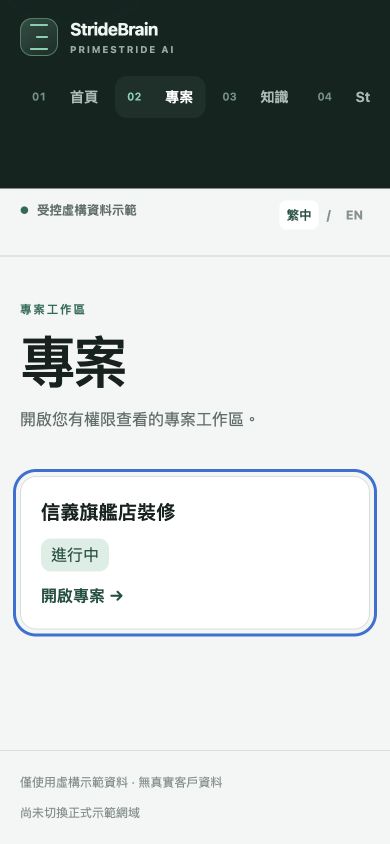 StrideBrain
PRIMESTRIDE AI
01 首頁 02 專案 03 知識 04 St
受控虛構資料示範
繁中 / EN
專案工作區
專案
開啟您有權限查看的專案工作區。
信義旗艦店裝修
進行中
開啟專案 →
僅使用虛構示範資料 · 無真實客戶資料
尚未切換正式示範網域